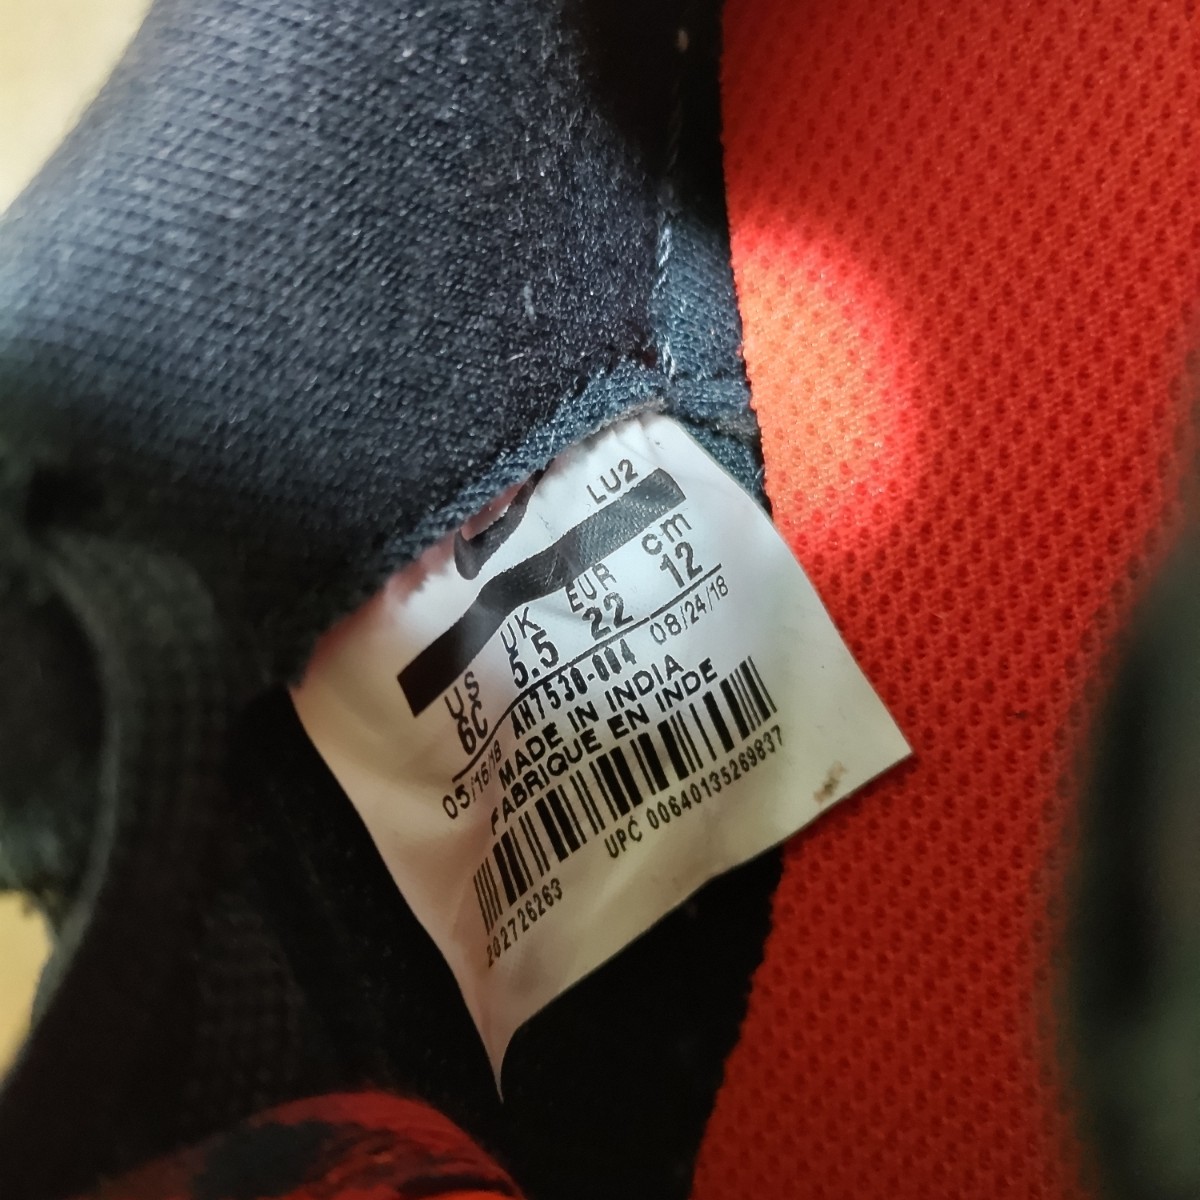 LU2
US UK EUR cm
6C 5.5 22 12
05/16/18 AH7530-004 08/24/18
MADE IN INDIA
FABRIQUE EN INDE
UPC 00640135269837
202726263